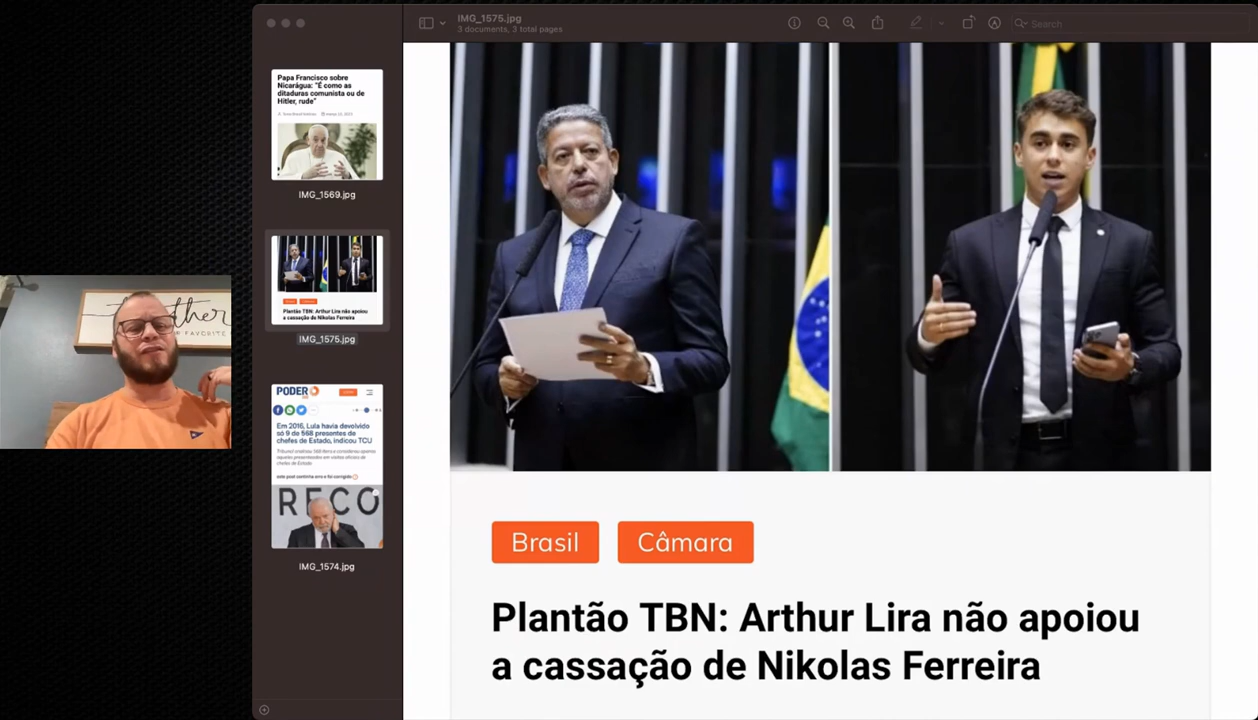 IMG_1575.jpg
3 documents, 3 total pages
Search
Papa Francisco sobre
Nicarágua: "É como as
ditaduras comunista ou de
Hitler, rude"
IMG_1569.jpg
Plantão TBN: Arthur Lira não apoiou
a cassação de Nikolas Ferreira
IMG_1575.jpg
PODER
Em 2016, Lula havia devolvido
só 9 de 568 presentes de
chefes de Estado, indicou TCU
RECO
IMG_1574.jpg
FAVORITE
Brasil Câmara
Plantão TBN: Arthur Lira não apoiou
a cassação de Nikolas Ferreira